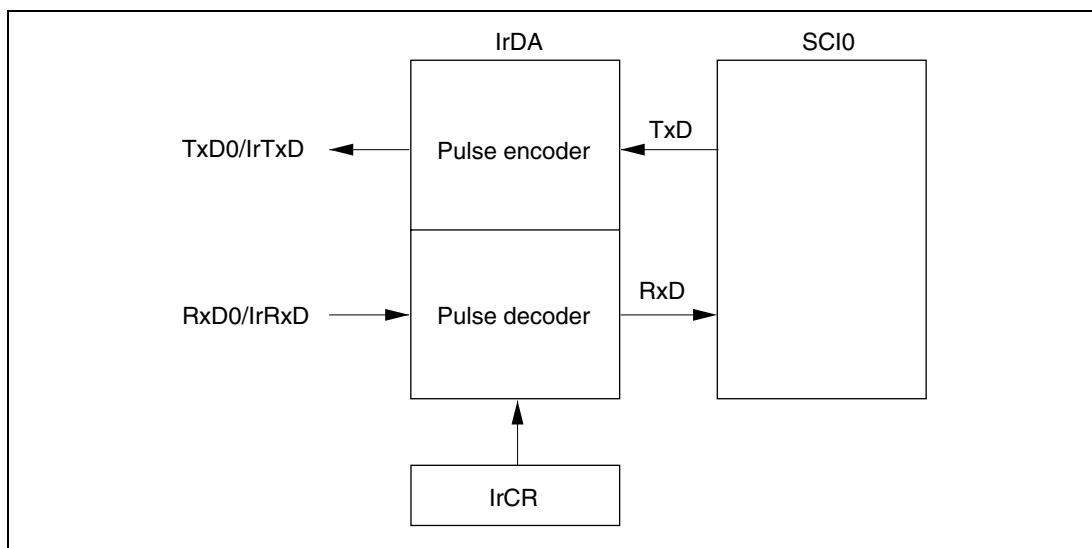 IrDA
SCI0
TxD0/IrTxD
Pulse encoder
TxD
RxD0/IrRxD
Pulse decoder
RxD
IrCR